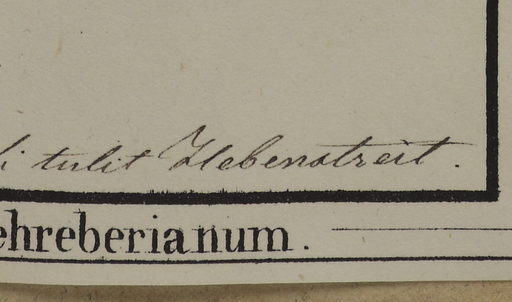 i tulit Hebenstreit.
ehreberianum.